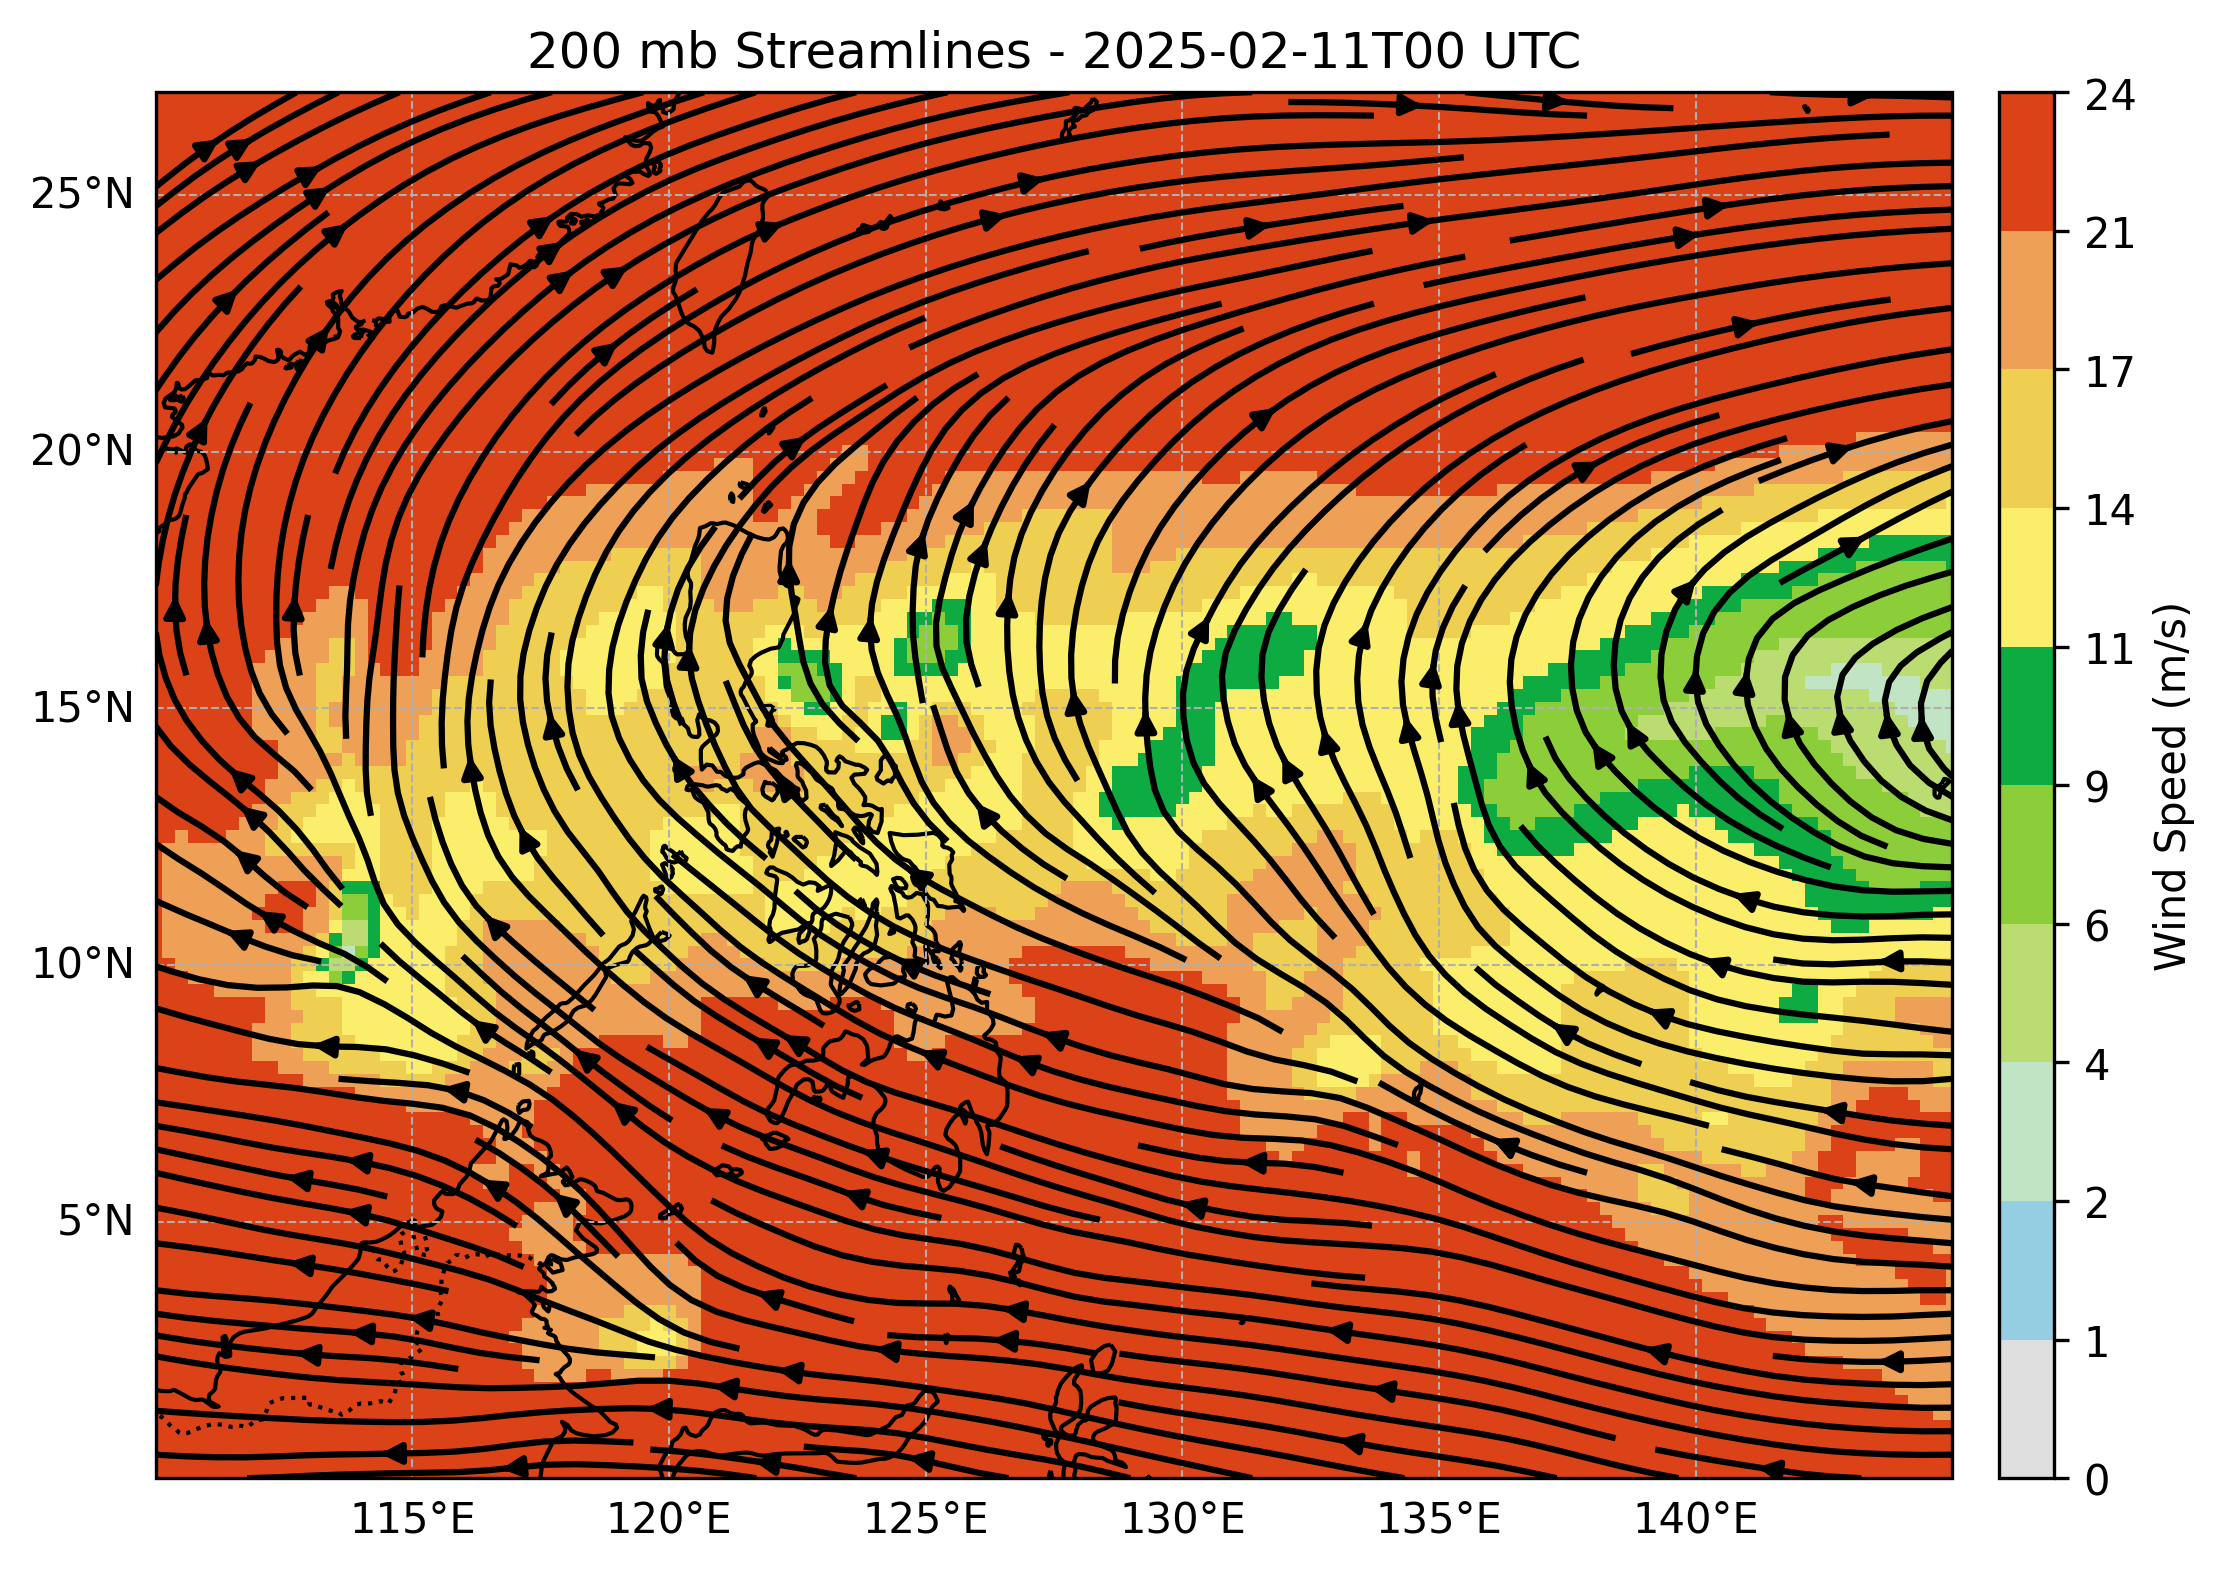 200 mb Streamlines - 2025-02-11T00 UTC
25°N
20°N
15°N
10°N
5°N
115°E
120°E
125°E
130°E
135°E
140°E
24
21
17
14
11
9
6
4
2
1
0
Wind Speed (m/s)